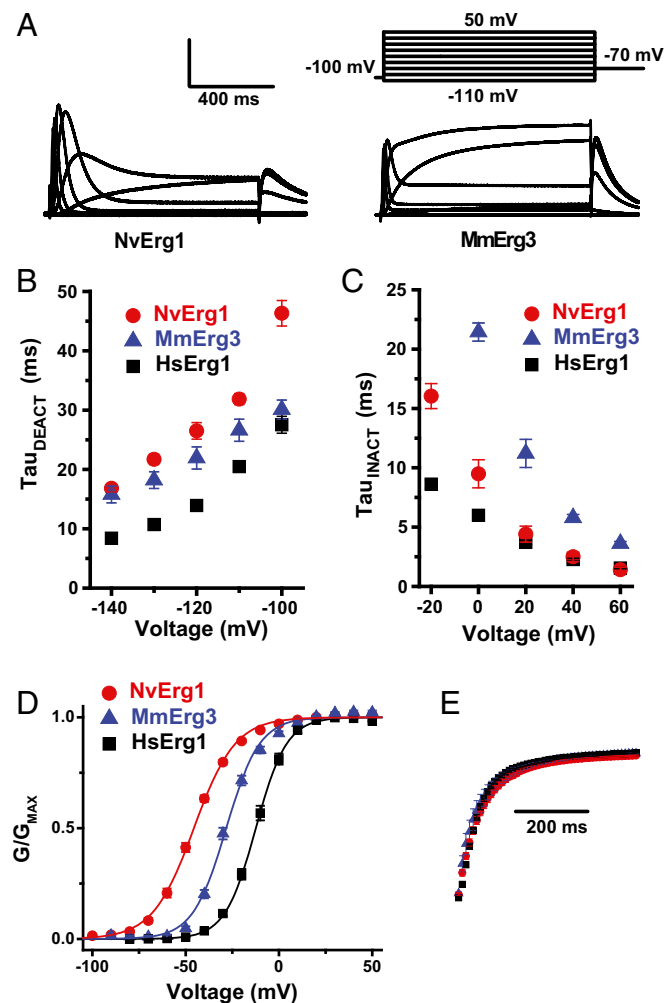 A
50 mV
-100 mV
-70 mV
400 ms
-110 mV
NvErg1
MmErg3
B
50
40
30
20
10
0
TauDEACT (ms)
NvErg1
MmErg3
HsErg1
-140
-120
-100
Voltage (mV)
C
25
20
15
10
5
0
TauINACT (ms)
NvErg1
MmErg3
HsErg1
-20
0
20
40
60
Voltage (mV)
D
NvErg1
MmErg3
HsErg1
1.0
0.5
0.0
G/GMAX
-100
-50
0
50
Voltage (mV)
E
200 ms